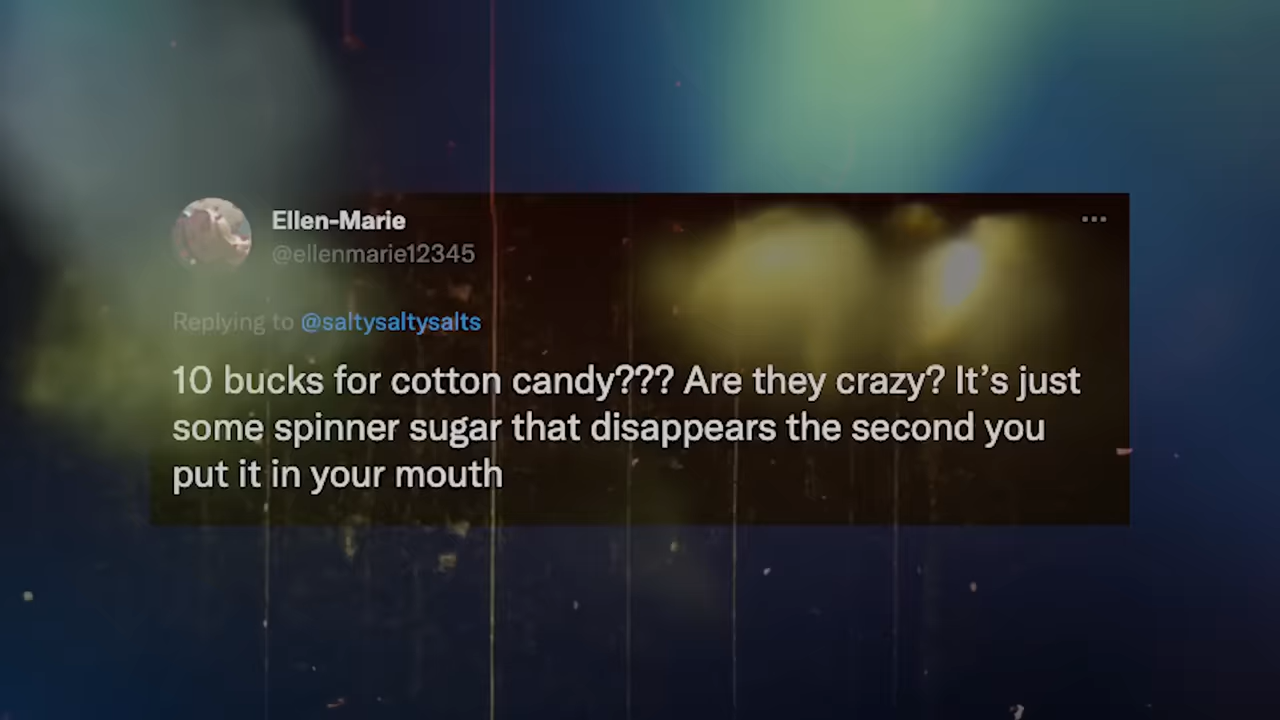 Ellen-Marie
@ellenmarie12345
Replying to @saltysaltysalts
10 bucks for cotton candy??? Are they crazy? It’s just
some spinner sugar that disappears the second you
put it in your mouth